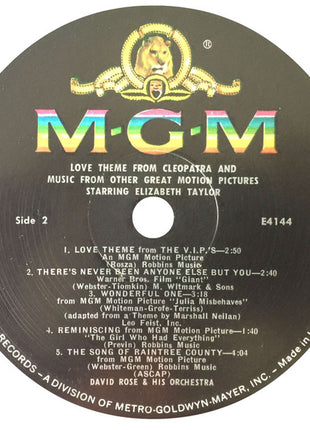 ®
M·G·M
LOVE THEME FROM CLEOPATRA AND
MUSIC FROM OTHER GREAT MOTION PICTURES
STARRING ELIZABETH TAYLOR
Side 2 E4144
1. LOVE THEME from THE V.I.P.'S—2:50
An MGM Motion Picture
(Rosza) Robbins Music
2. THERE'S NEVER BEEN ANYONE ELSE BUT YOU—2:40
Warner Bros. Film "Giant"
(Webster-Tiomkin) M. Witmark & Sons
3. WONDERFUL ONE—3:18
from MGM Motion Picture "Julia Misbehaves"
(Whiteman-Grofe-Terriss)
(adapted from a Theme by Marshall Neilan)
Leo Feist, Inc.
4. REMINISCING from MGM Motion Picture—1:40
"The Girl Who Had Everything"
(Previn) Robbins Music
5. THE SONG OF RAINTREE COUNTY—4:04
from MGM Motion Picture
(Webster-Green) Robbins Music
(ASCAP)
DAVID ROSE & HIS ORCHESTRA
RECORDS — A DIVISION OF METRO-GOLDWYN-MAYER, INC. — Made in